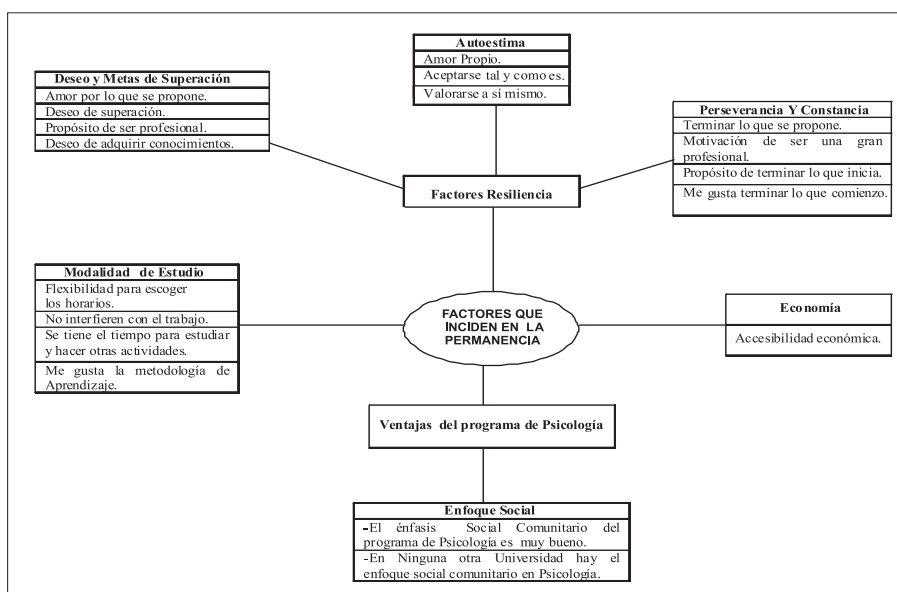 Autoestima
Amor Propio.
Aceptarse tal y como es.
Valorarse a sí mismo.
Deseo y Metas de Superación
Amor por lo que se propone.
Deseo de superación.
Propósito de ser profesional.
Deseo de adquirir conocimientos.
Perseverancia Y Constancia
Terminar lo que se propone.
Motivación de ser una gran
profesional.
Propósito de terminar lo que inicia.
Me gusta terminar lo que comienzo.
Factores Resiliencia
Modalidad de Estudio
Flexibilidad para escoger
los horarios.
No interfieren con el trabajo.
Se tiene el tiempo para estudiar
y hacer otras actividades.
Me gusta la metodología de
Aprendizaje.
FACTORES QUE
INCIDEN EN LA
PERMANENCIA
Economía
Accesibilidad económica.
Ventajas del programa de Psicología
Enfoque Social
-El énfasis Social Comunitario del
programa de Psicología es muy bueno.
-En Ninguna otra Universidad hay el
enfoque social comunitario en Psicología.